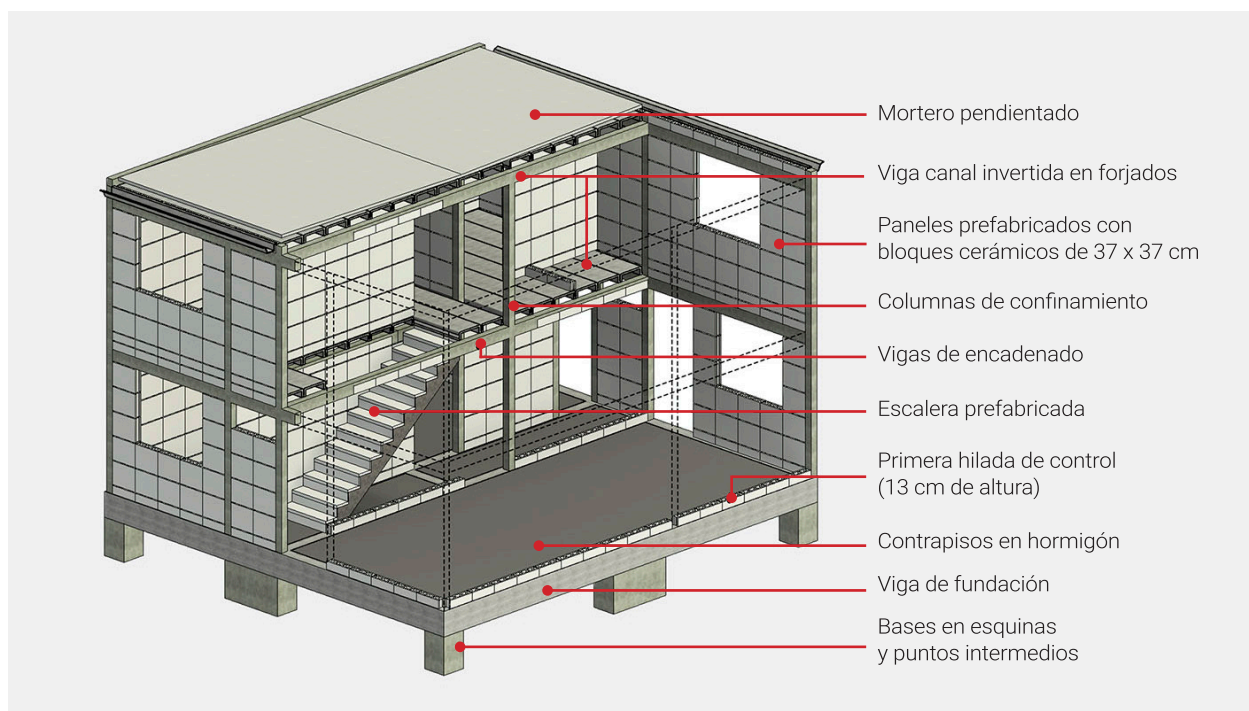 Mortero pendientado
Viga canal invertida en forjados
Paneles prefabricados con
bloques cerámicos de 37 x 37 cm
Columnas de confinamiento
Vigas de encadenado
Escalera prefabricada
Primera hilada de control
(13 cm de altura)
Contrapisos en hormigón
Viga de fundación
Bases en esquinas
y puntos intermedios